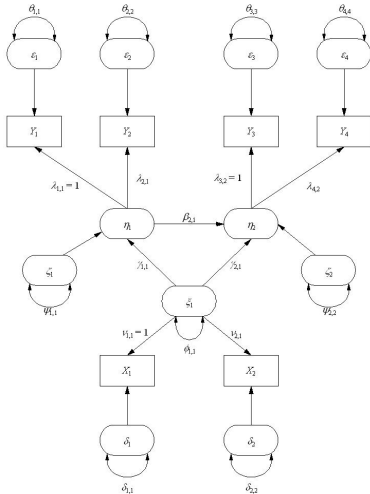 θ1,1 θ2,2 θ3,3 θ4,4
ε1 ε2 ε3 ε4
Y1 Y2 Y3 Y4
λ1,1 = 1 λ2,1 λ3,2 = 1 λ4,2
η1 β2,1 η2
γ1,1 γ2,1
ζ1 ξ1 ζ2
ψ1,1 φ1,1 ψ2,2
ν1,1 = 1 ν2,1
X1 X2
δ1 δ2
δ1,1 δ2,2